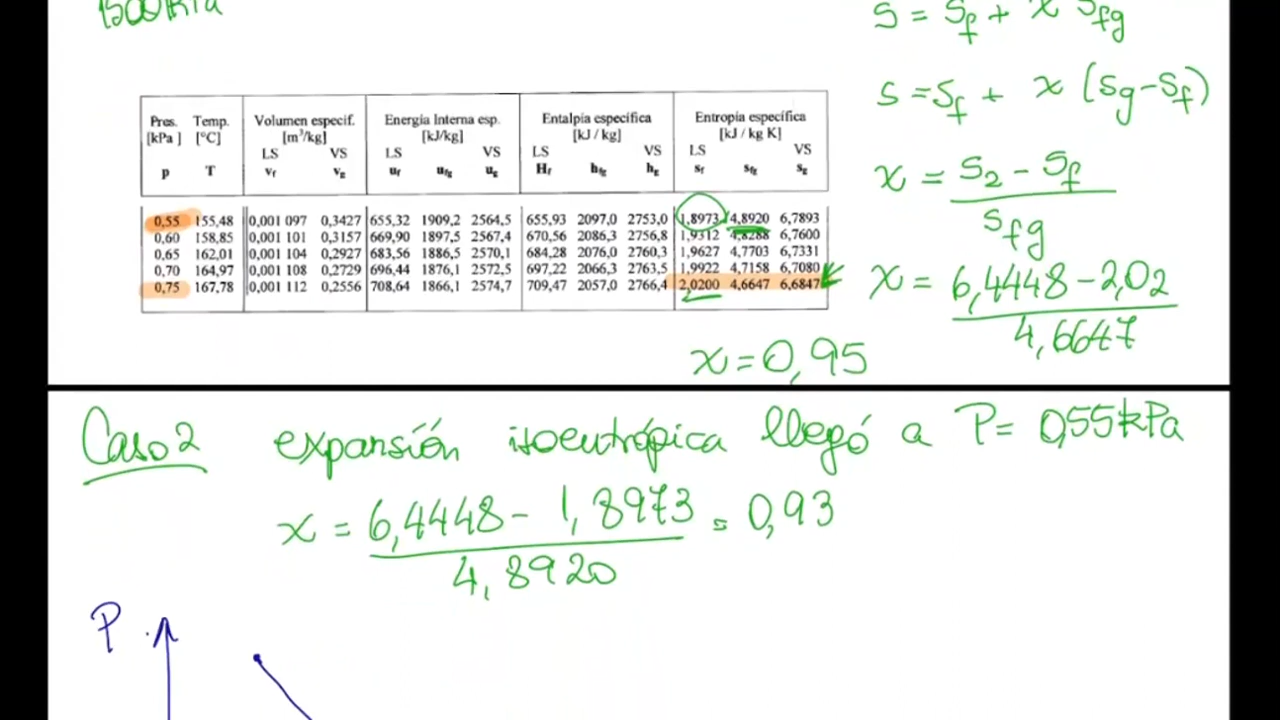 1500 kPa
S = Sf + x Sfg
S = Sf + x (Sg-Sf)
x = S2 - Sf
Sfg
x = 6,4448 - 2,02
4,6647
x = 0,95
Pres. Temp. Volumen especif. Energía Interna esp. Entalpia específica Entropía específica
[kPa ] [°C] [m³/kg] [kJ/kg] [kJ / kg] [kJ / kg K]
LS VS LS VS LS VS LS VS
p T vf vg uf ufg ug Hf hfg hg sf sfg sg
0,55 155,48 0,001 097 0,3427 655,32 1909,2 2564,5 655,93 2097,0 2753,0 1,8973 4,8920 6,7893
0,60 158,85 0,001 101 0,3157 669,90 1897,5 2567,4 670,56 2086,3 2756,8 1,9312 4,8288 6,7600
0,65 162,01 0,001 104 0,2927 683,56 1886,5 2570,1 684,28 2076,0 2760,3 1,9627 4,7703 6,7331
0,70 164,97 0,001 108 0,2729 696,44 1876,1 2572,5 697,22 2066,3 2763,5 1,9922 4,7158 6,7080
0,75 167,78 0,001 112 0,2556 708,64 1866,1 2574,7 709,47 2057,0 2766,4 2,0200 4,6647 6,6847
Caso 2 expansíón isoentrópica llegó a P= 0,55 kPa
x = 6,4448 - 1,8973 = 0,93
4,8920
P